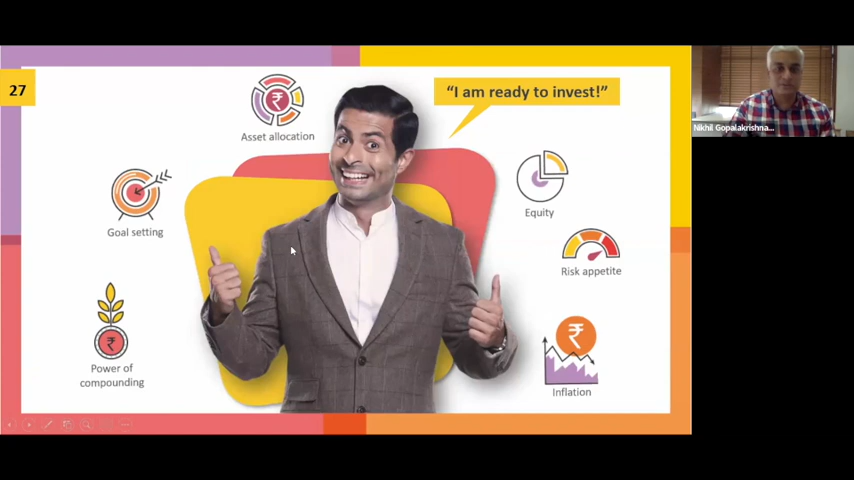 27
“I am ready to invest!”
Asset allocation
Goal setting
Power of
compounding
Equity
Risk appetite
Inflation
Nikhil Gopalakrishna...